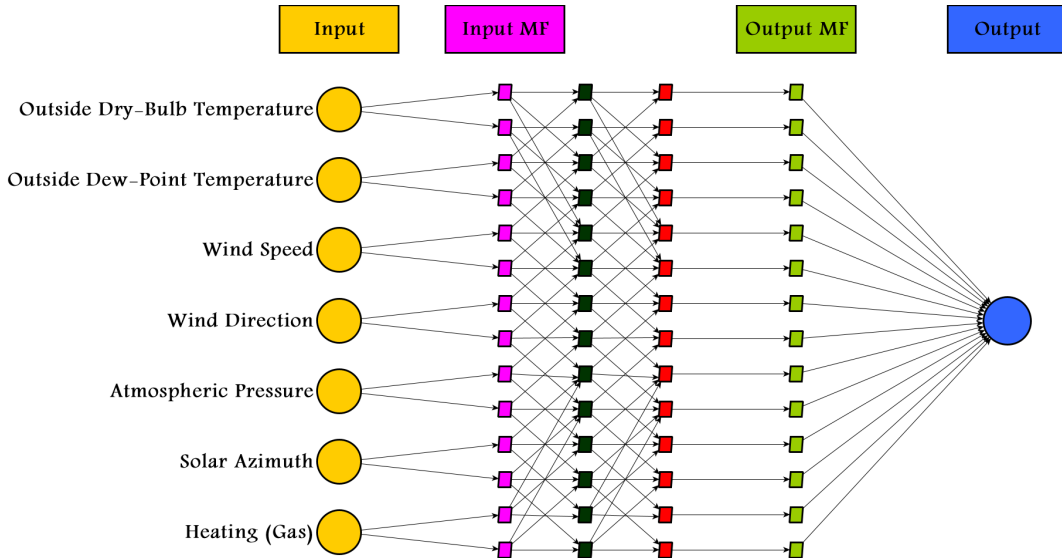 Input
Input MF
Output MF
Output
Outside Dry-Bulb Temperature
Outside Dew-Point Temperature
Wind Speed
Wind Direction
Atmospheric Pressure
Solar Azimuth
Heating (Gas)